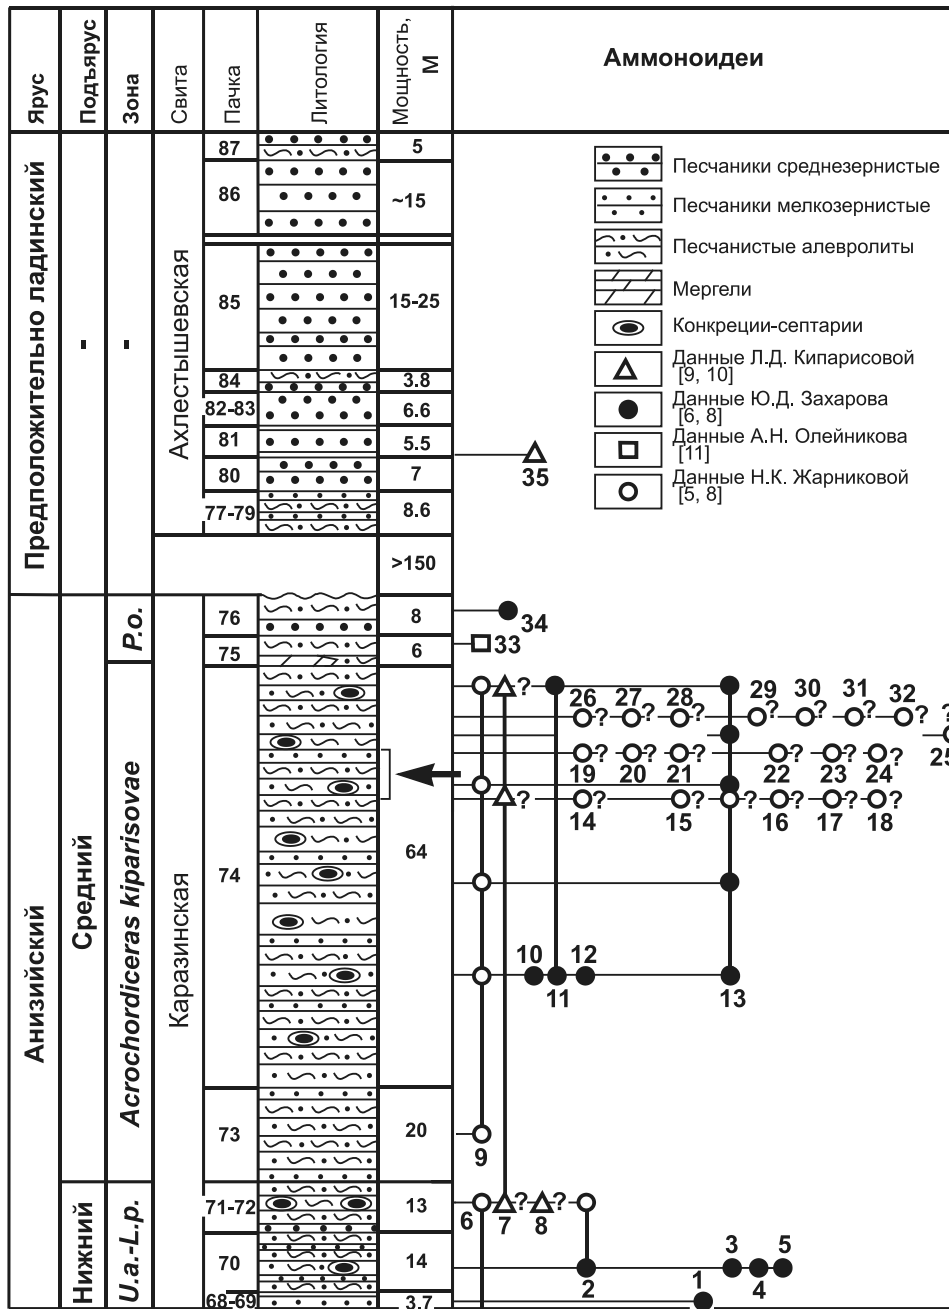 Ярус
Подъярус
Зона
Свита
Пачка
Литология
Мощность, М
Аммоноидеи
Предположительно ладинский
-
-
Ахлестышевская
87
5
86
~15
85
15-25
84
3.8
82-83
6.6
81
5.5
80
7
77-79
8.6
>150
Песчаники среднезернистые
Песчаники мелкозернистые
Песчанистые алевролиты
Мергели
Конкреции-септарии
Данные Л.Д. Кипарисовой
[9, 10]
Данные Ю.Д. Захарова
[6, 8]
Данные А.Н. Олейникова
[11]
Данные Н.К. Жарниковой
[5, 8]
35
Анизийский
Средний
Нижний
P.o.
Acrochordiceras kiparisovae
U.a.-L.p.
Каразинская
76
8
34
75
6
33
74
64
?
26 27 28 29 30 31 32
? ? ? ? ? ? ? ?
25
? ? ? ? ? ?
19 20 21 22 23 24
? ? ? ? ? ? ?
14 15 16 17 18
10 12
11 13
73
20
9
71-72
13
6 ? ?
7 8
70
14
3 5
2 4
68-69
3.7
1